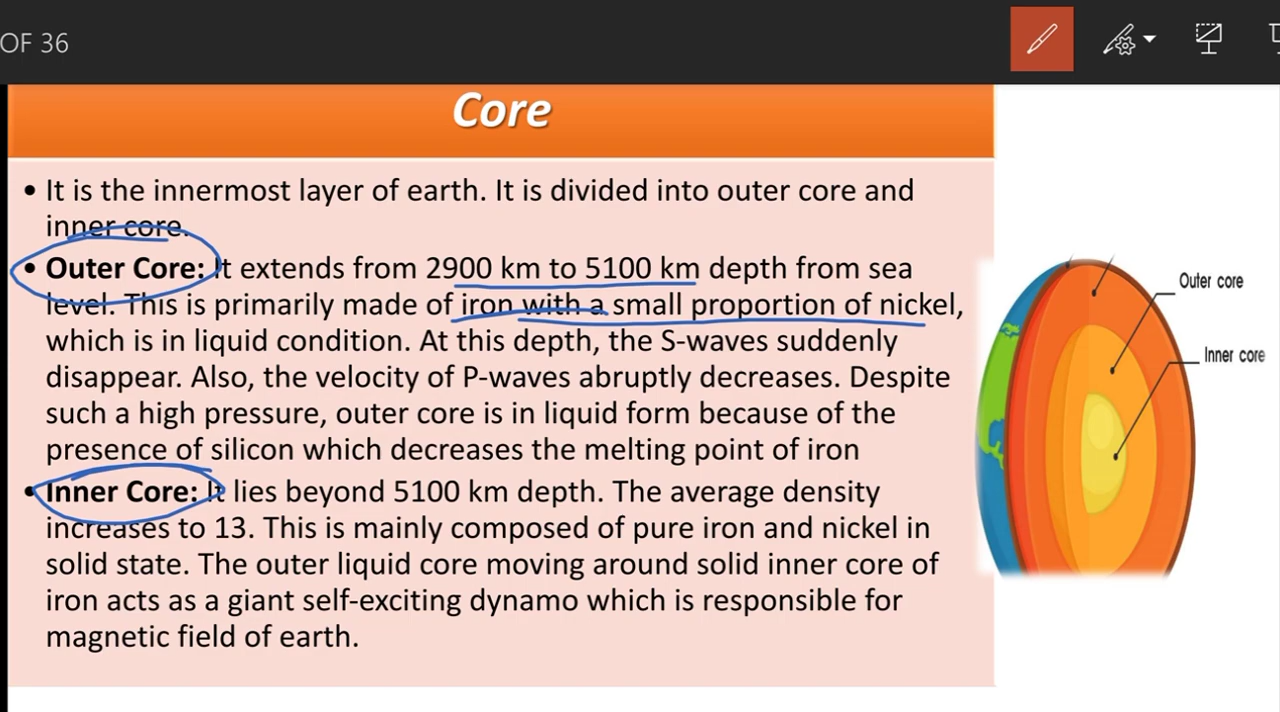 OF 36
Core
• It is the innermost layer of earth. It is divided into outer core and
inner core.
• Outer Core: It extends from 2900 km to 5100 km depth from sea
level. This is primarily made of iron with a small proportion of nickel,
which is in liquid condition. At this depth, the S-waves suddenly
disappear. Also, the velocity of P-waves abruptly decreases. Despite
such a high pressure, outer core is in liquid form because of the
presence of silicon which decreases the melting point of iron
• Inner Core: It lies beyond 5100 km depth. The average density
increases to 13. This is mainly composed of pure iron and nickel in
solid state. The outer liquid core moving around solid inner core of
iron acts as a giant self-exciting dynamo which is responsible for
magnetic field of earth.
Outer core
Inner core